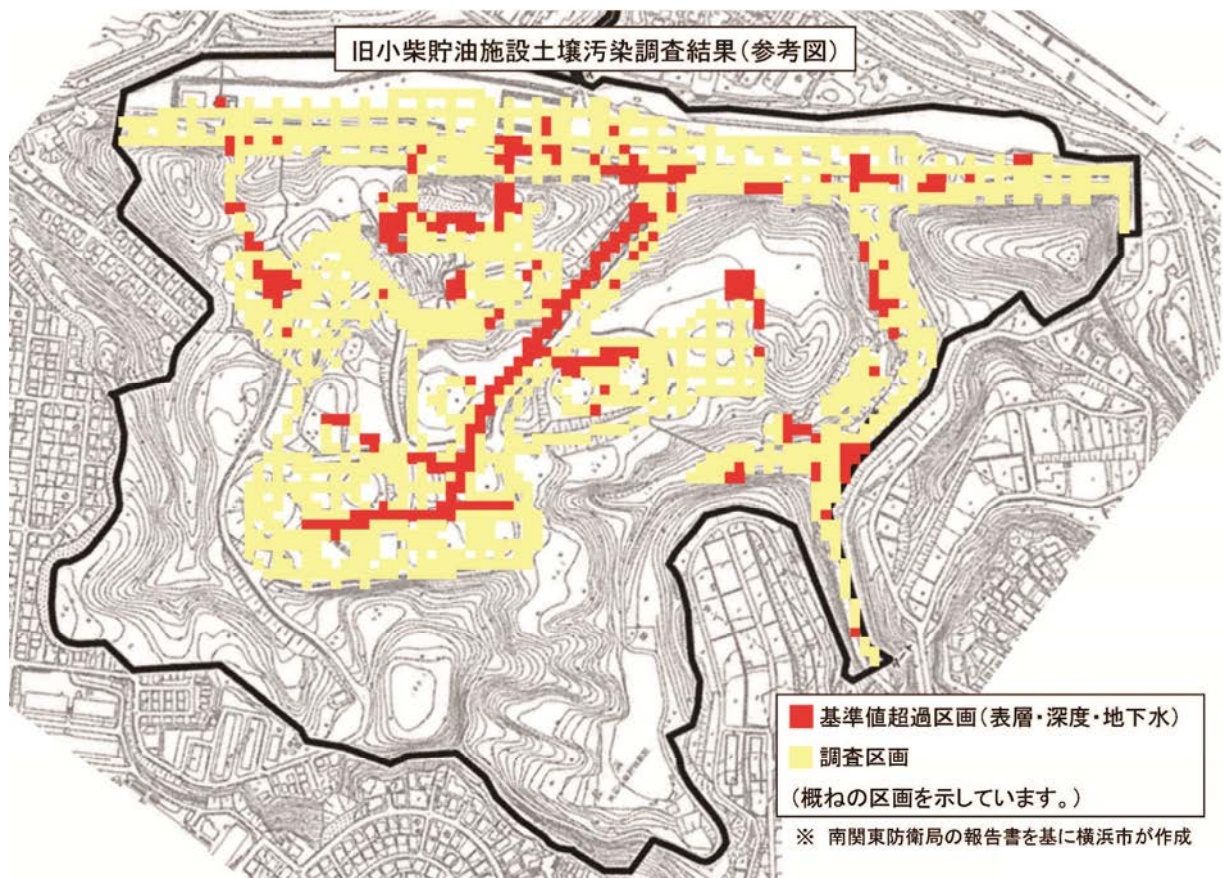 旧小柴貯油施設土壌汚染調査結果(参考図)
基準値超過区画(表層・深度・地下水)
調査区画
(概ねの区画を示しています。)
※ 南関東防衛局の報告書を基に横浜市が作成